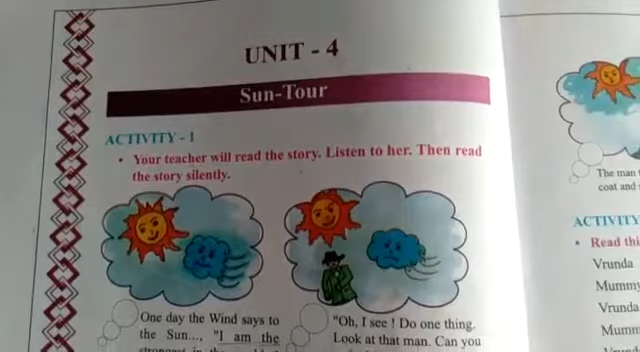 UNIT - 4
Sun-Tour
ACTIVITY - 1
• Your teacher will read the story. Listen to her. Then read
the story silently.
One day the Wind says to
the Sun..., "I am the
"Oh, I see ! Do one thing.
Look at that man. Can you
The man
coat and
ACTIVITY
• Read
Vrunda
Mummy
Vrunda